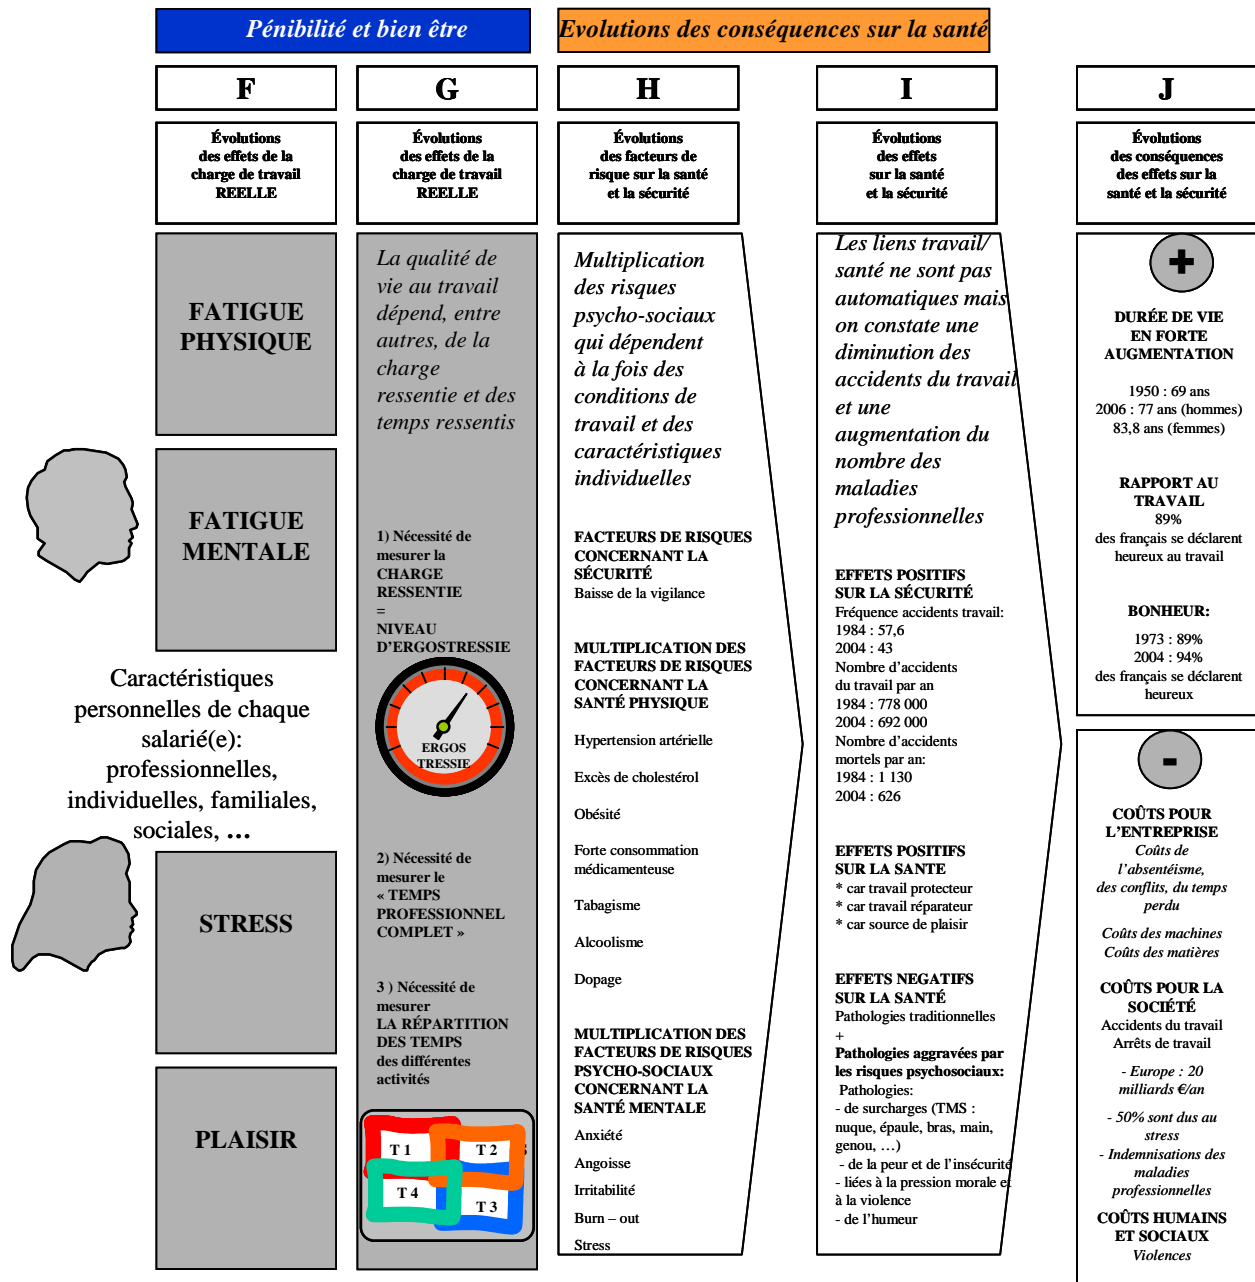 Pénibilité et bien être
Evolutions des conséquences sur la santé
F
G
H
I
J
Évolutions
des effets de la
charge de travail
REELLE
Évolutions
des effets de la
charge de travail
REELLE
Évolutions
des facteurs de
risque sur la santé
et la sécurité
Évolutions
des effets
sur la santé
et la sécurité
Évolutions
des conséquences
des effets sur la
santé et la sécurité
FATIGUE
PHYSIQUE
FATIGUE
MENTALE
Caractéristiques
personnelles de chaque
salarié(e):
professionnelles,
individuelles, familiales,
sociales, …
STRESS
PLAISIR
La qualité de
vie au travail
dépend, entre
autres, de la
charge
ressentie et des
temps ressentis
1) Nécessité de
mesurer la
CHARGE
RESSENTIE
=
NIVEAU
D'ERGOSTRESSIE
ERGOS
TRESSIE
2) Nécessité de
mesurer le
« TEMPS
PROFESSIONNEL
COMPLET »
3 ) Nécessité de
mesurer
LA RÉPARTITION
DES TEMPS
des différentes
activités
T 1
T 2
T 4
T 3
Multiplication
des risques
psycho-sociaux
qui dépendent
à la fois des
conditions de
travail et des
caractéristiques
individuelles
FACTEURS DE RISQUES
CONCERNANT LA
SÉCURITÉ
Baisse de la vigilance
MULTIPLICATION DES
FACTEURS DE RISQUES
CONCERNANT LA
SANTÉ PHYSIQUE
Hypertension artérielle
Excès de cholestérol
Obésité
Forte consommation
médicamenteuse
Tabagisme
Alcoolisme
Dopage
MULTIPLICATION DES
FACTEURS DE RISQUES
PSYCHO-SOCIAUX
CONCERNANT LA
SANTÉ MENTALE
Anxiété
Angoisse
Irritabilité
Burn – out
Stress
Les liens travail/
santé ne sont pas
automatiques mais
on constate une
diminution des
accidents du travail
et une
augmentation du
nombre des
maladies
professionnelles
EFFETS POSITIFS
SUR LA SÉCURITÉ
Fréquence accidents travail:
1984 : 57,6
2004 : 43
Nombre d'accidents
du travail par an
1984 : 778 000
2004 : 692 000
Nombre d'accidents
mortels par an:
1984 : 1 130
2004 : 626
EFFETS POSITIFS
SUR LA SANTE
* car travail protecteur
* car travail réparateur
* car source de plaisir
EFFETS NEGATIFS
SUR LA SANTÉ
Pathologies traditionnelles
+
Pathologies aggravées par
les risques psychosociaux:
Pathologies:
- de surcharges (TMS :
nuque, épaule, bras, main,
genou, …)
- de la peur et de l'insécurité
- liées à la pression morale et
à la violence
- de l'humeur
+
DURÉE DE VIE
EN FORTE
AUGMENTATION
1950 : 69 ans
2006 : 77 ans (hommes)
83,8 ans (femmes)
RAPPORT AU
TRAVAIL
89%
des français se déclarent
heureux au travail
BONHEUR:
1973 : 89%
2004 : 94%
des français se déclarent
heureux
-
COÛTS POUR
L'ENTREPRISE
Coûts de
l'absentéisme,
des conflits, du temps
perdu
Coûts des machines
Coûts des matières
COÛTS POUR LA
SOCIÉTÉ
Accidents du travail
Arrêts de travail
- Europe : 20
milliards €/an
- 50% sont dus au
stress
- Indemnisations des
maladies
professionnelles
COÛTS HUMAINS
ET SOCIAUX
Violences